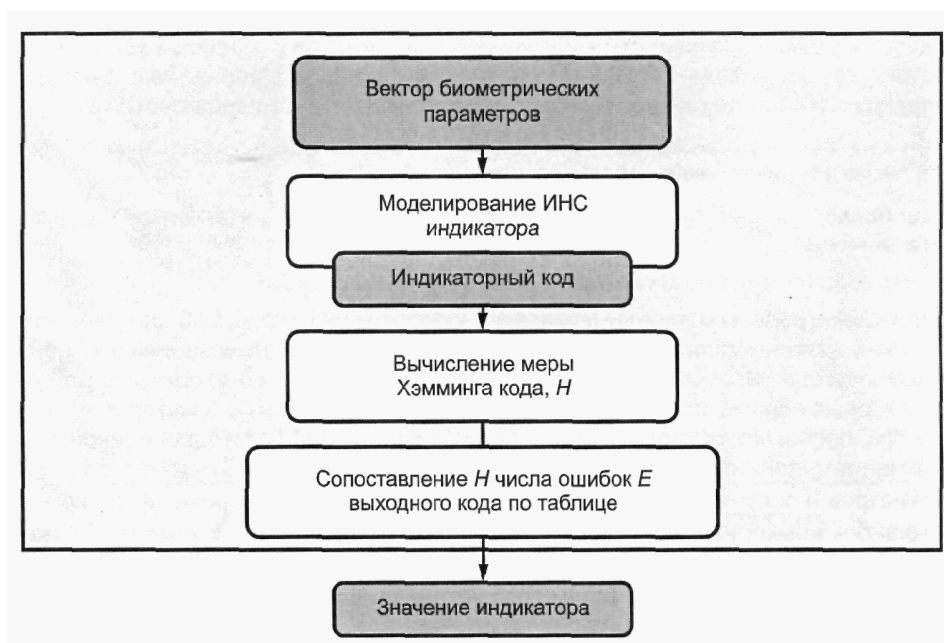 Вектор биометрических
параметров
Моделирование ИНС
индикатора
Индикаторный код
Вычисление меры
Хэмминга кода, H
Сопоставление H числа ошибок E
выходного кода по таблице
Значение индикатора